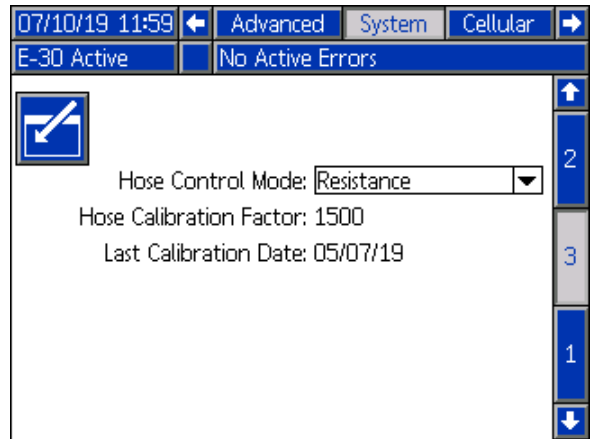 07/10/19 11:59 Advanced System Cellular
E-30 Active No Active Errors
2
Hose Control Mode: Resistance
Hose Calibration Factor: 1500
Last Calibration Date: 05/07/19
3
1